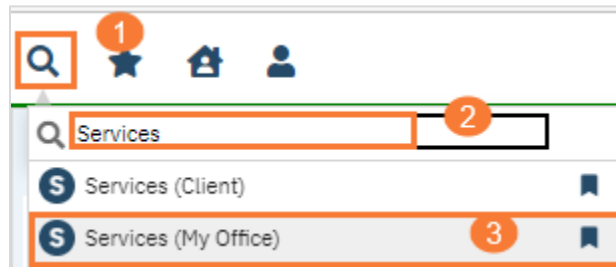 1
Services
2
S Services (Client)
S Services (My Office)
3